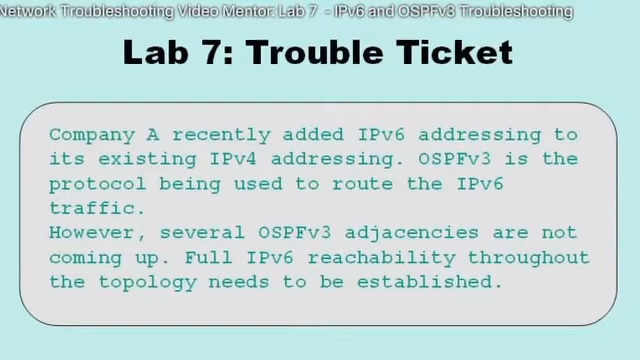 Network Troubleshooting Video Mentor: Lab 7 - IPv6 and OSPFv3 Troubleshooting
Lab 7: Trouble Ticket
Company A recently added IPv6 addressing to
its existing IPv4 addressing. OSPFv3 is the
protocol being used to route the IPv6
traffic.
However, several OSPFv3 adjacencies are not
coming up. Full IPv6 reachability throughout
the topology needs to be established.